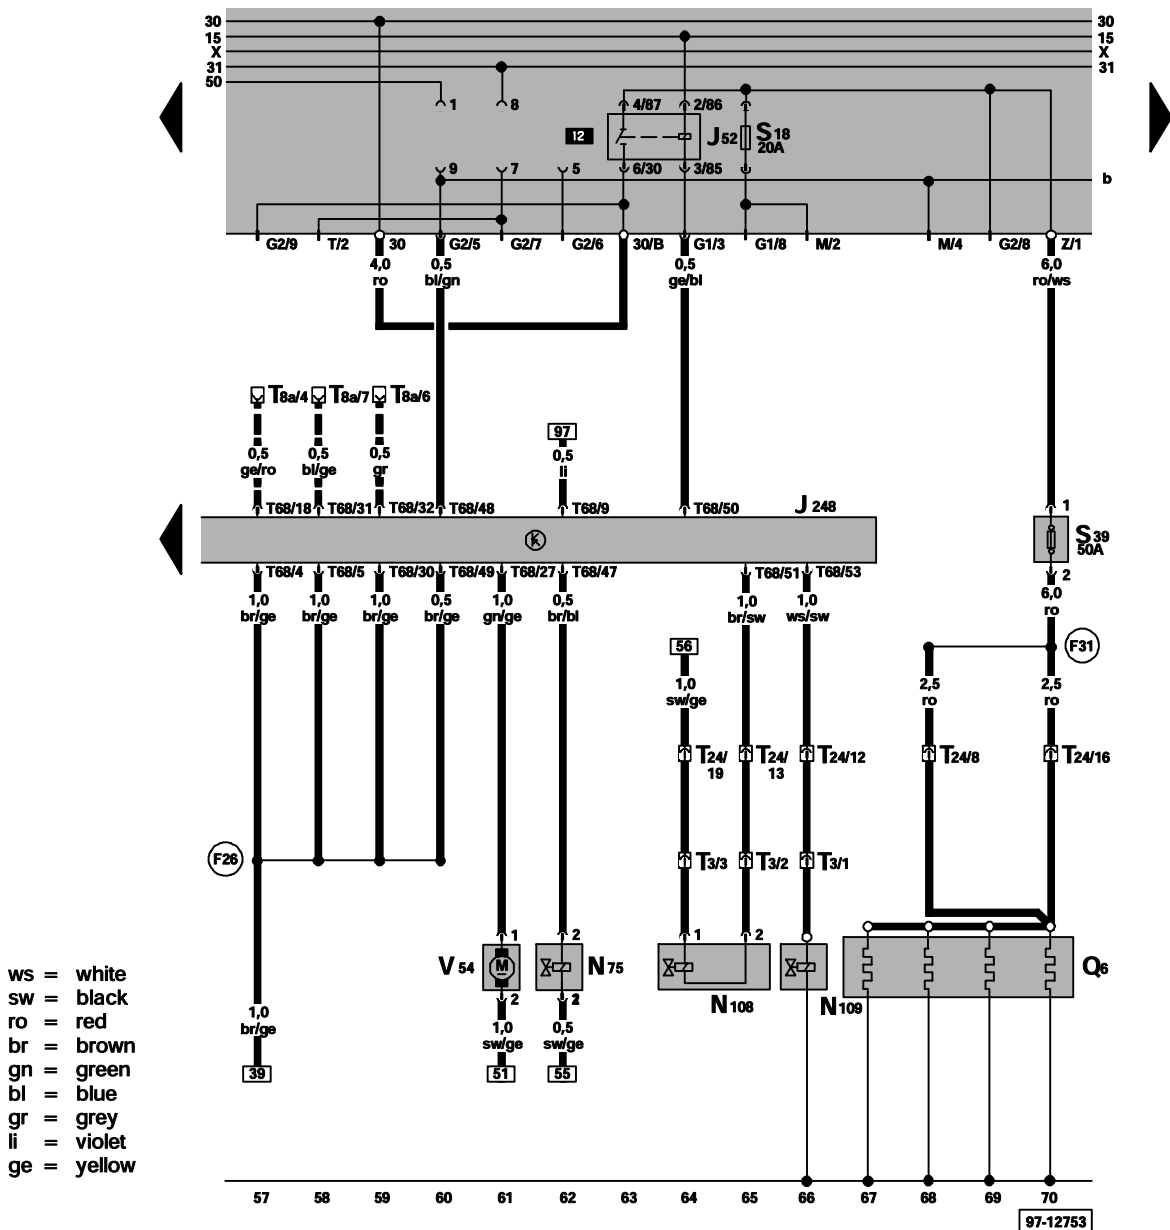 30 30
15 15
X X
31 31
50
1 8 4/87 2/86
12 J52 S18
20A
9 7 5 6/30 3/85 b
G2/9 T/2 30 G2/5 G2/7 G2/6 30/B G1/3 G1/8 M/2 M/4 G2/8 Z/1
4,0 0,5 0,5 6,0
ro bl/gn ge/bl ro/ws
T8a/4 T8a/7 T8a/6
97
0,5 0,5 0,5 0,5
ge/ro bl/ge gr li
T68/18 T68/31 T68/32 T68/48 T68/9 T68/50 J248 1
K S39
50A
T68/4 T68/5 T68/30 T68/49 T68/27 T68/47 T68/51 T68/53 2
1,0 1,0 1,0 0,5 1,0 0,5 1,0 1,0 6,0
br/ge br/ge br/ge br/ge gn/ge br/bl br/sw ws/sw ro
56 F31
1,0 2,5 2,5
sw/ge ro ro
T24/19 T24/13 T24/12 T24/8 T24/16
F26 T3/3 T3/2 T3/1
1 2 1 2
V54 M N75 Q6
2 2 N108 N109
1,0 1,0 0,5
br/ge sw/ge sw/ge
39 51 55
ws = white
sw = black
ro = red
br = brown
gn = green
bl = blue
gr = grey
li = violet
ge = yellow
57 58 59 60 61 62 63 64 65 66 67 68 69 70
97-12753